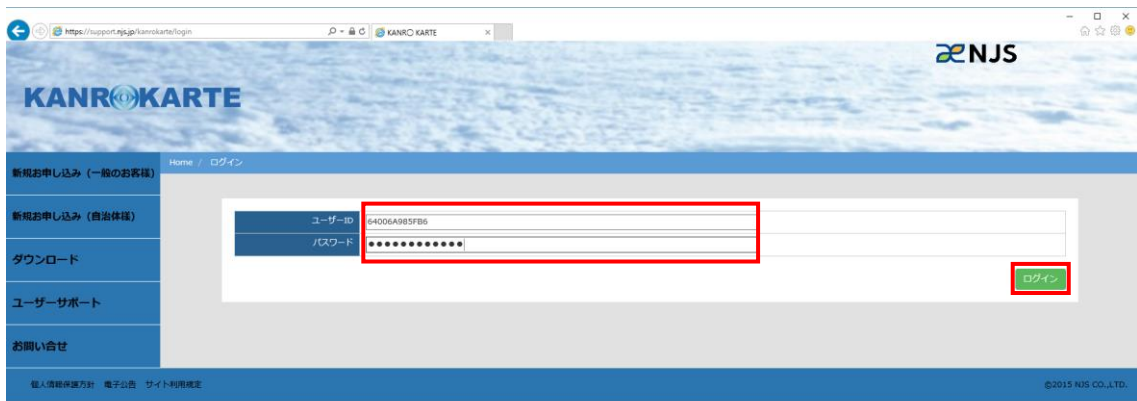 https://support.njs.jp/kanrokarte/login
KANRO KARTE
NJS
KANROKARTE
Home / ログイン
新規お申し込み（一般のお客様）
新規お申し込み（自治体様）
ダウンロード
ユーザーサポート
お問い合せ
ユーザーID 64006A985FB6
パスワード ●●●●●●●●●●●●
ログイン
個人情報保護方針 電子公告 サイト利用規定
©2015 NJS CO.,LTD.